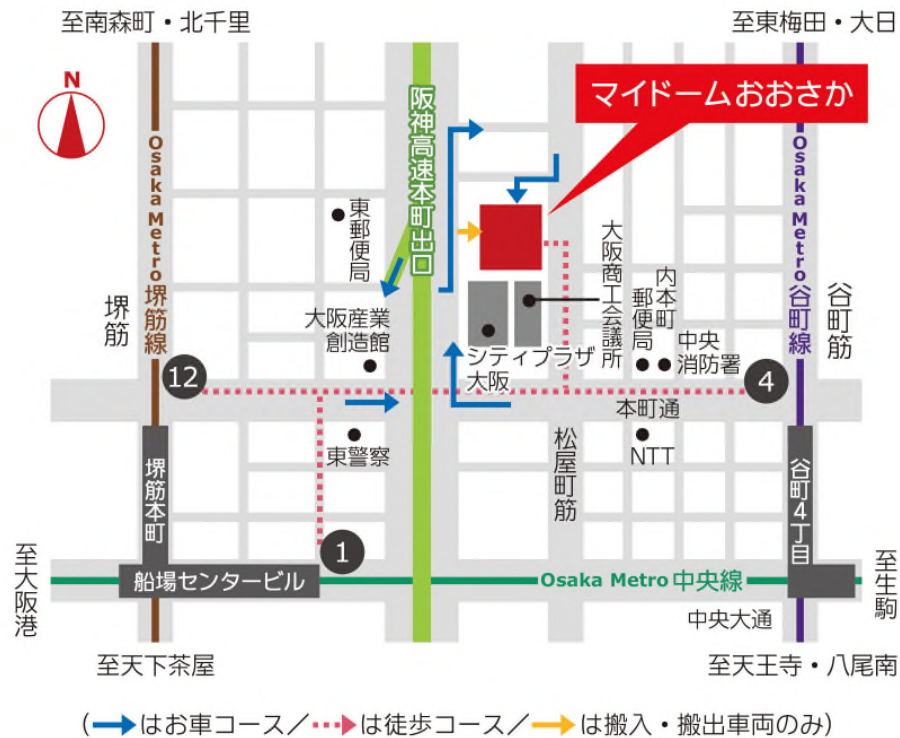 至南森町・北千里
至東梅田・大日
N
マイドームおおさか
Osaka Metro堺筋線
阪神高速本町出口
Osaka Metro谷町線
東郵便局
大阪商工会議所
内本町郵便局
中央
消防署
谷町筋
堺筋
大阪産業
創造館
シティプラザ
大阪
12
4
本町通
東警察
NTT
松屋町筋
堺筋本町
谷町4丁目
1
至大阪港
船場センタービル
Osaka Metro 中央線
至生駒
中央大通
至天下茶屋
至天王寺・八尾南
(はお車コース/は徒歩コース/は搬入・搬出車両のみ)